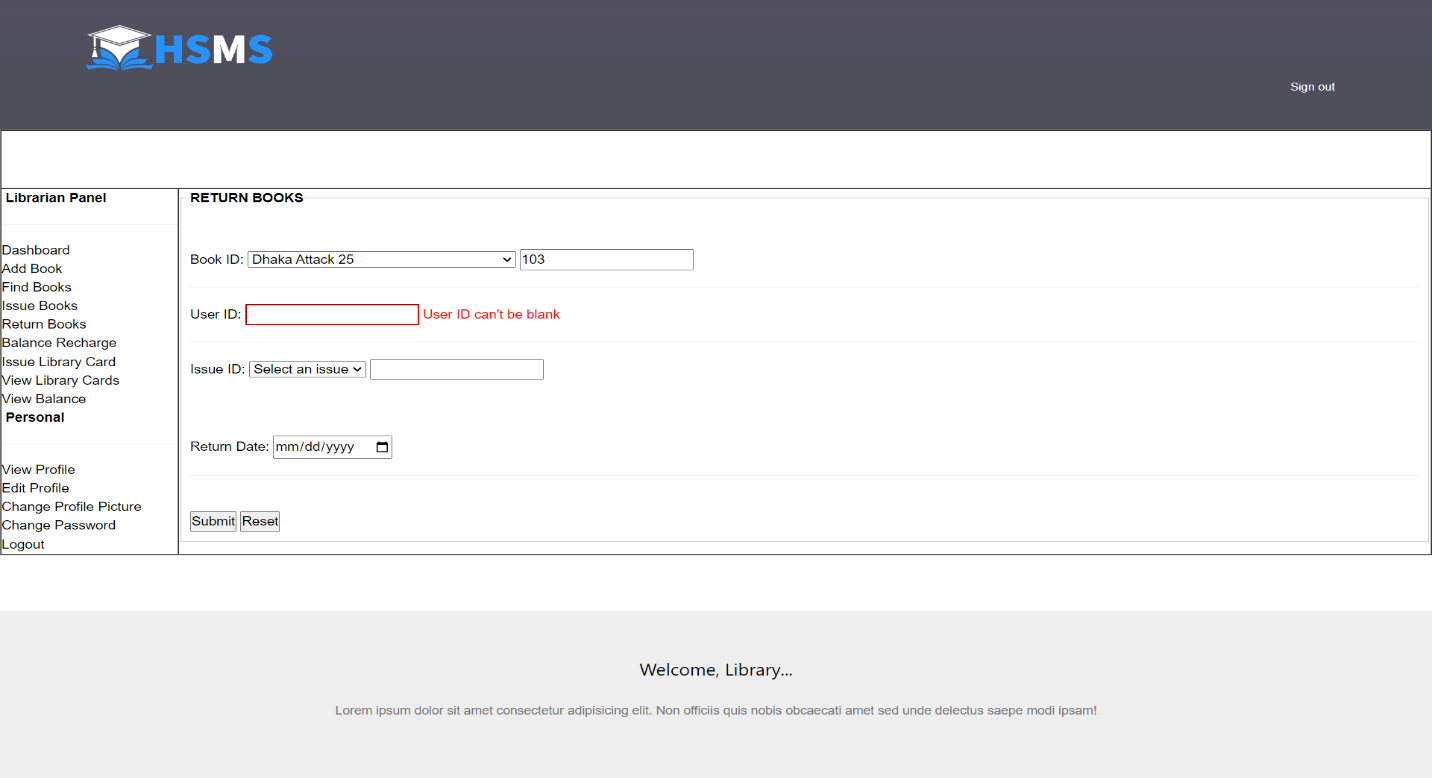 HSMS
Sign out
Librarian Panel
Dashboard
Add Book
Find Books
Issue Books
Return Books
Balance Recharge
Issue Library Card
View Library Cards
View Balance
Personal
View Profile
Edit Profile
Change Profile Picture
Change Password
Logout
RETURN BOOKS
Book ID: Dhaka Attack 25 103
User ID: User ID can't be blank
Issue ID: Select an issue
Return Date: mm/dd/yyyy
Submit Reset
Welcome, Library...
Lorem ipsum dolor sit amet consectetur adipisicing elit. Non officiis quis nobis obcaecati amet sed unde delectus saepe modi ipsam!